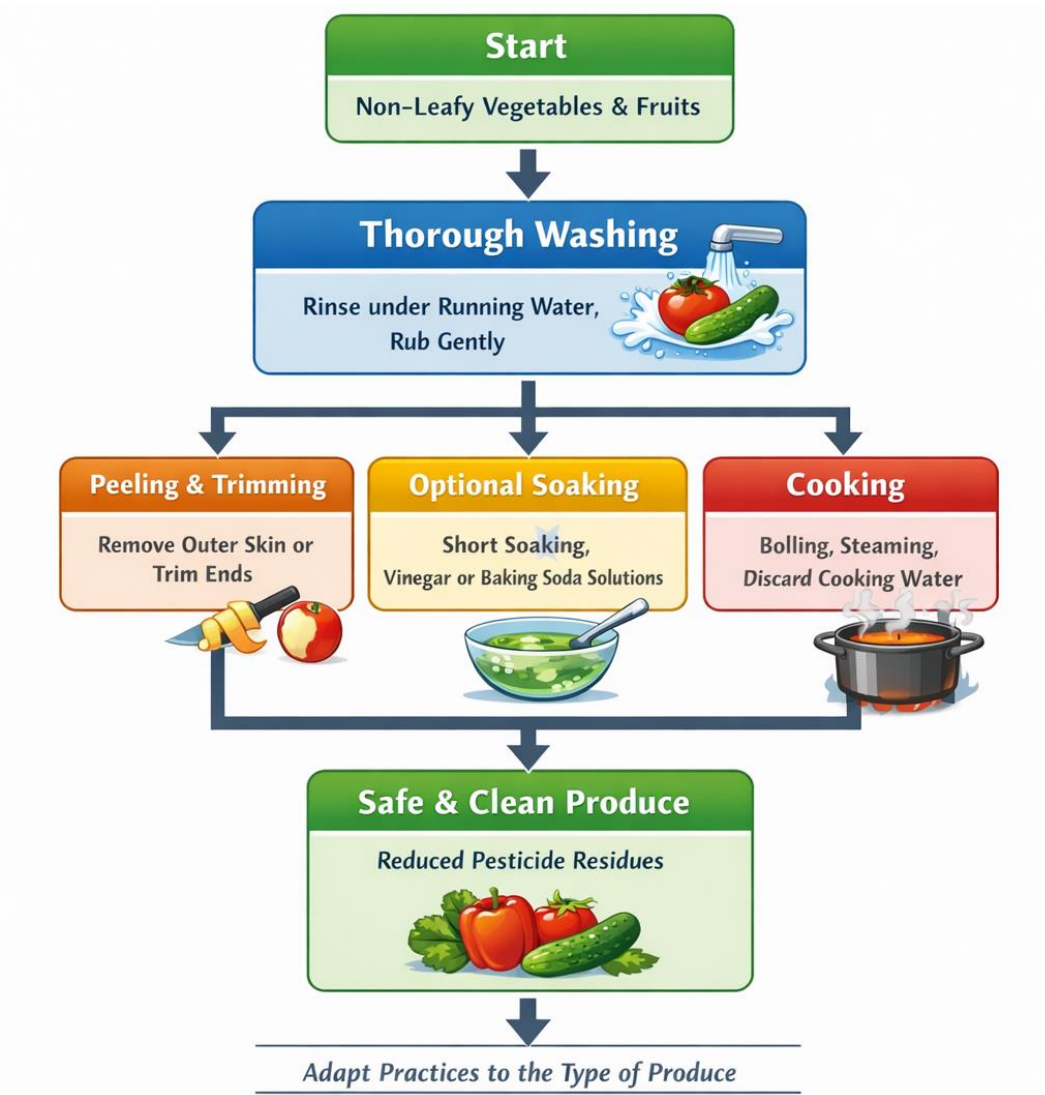 Start
Non-Leafy Vegetables & Fruits
Thorough Washing
Rinse under Running Water,
Rub Gently
Peeling & Trimming
Remove Outer Skin or
Trim Ends
Optional Soaking
Short Soaking,
Vinegar or Baking Soda Solutions
Cooking
Bolling, Steaming,
Discard Cooking Water
Safe & Clean Produce
Reduced Pesticide Residues
Adapt Practices to the Type of Produce